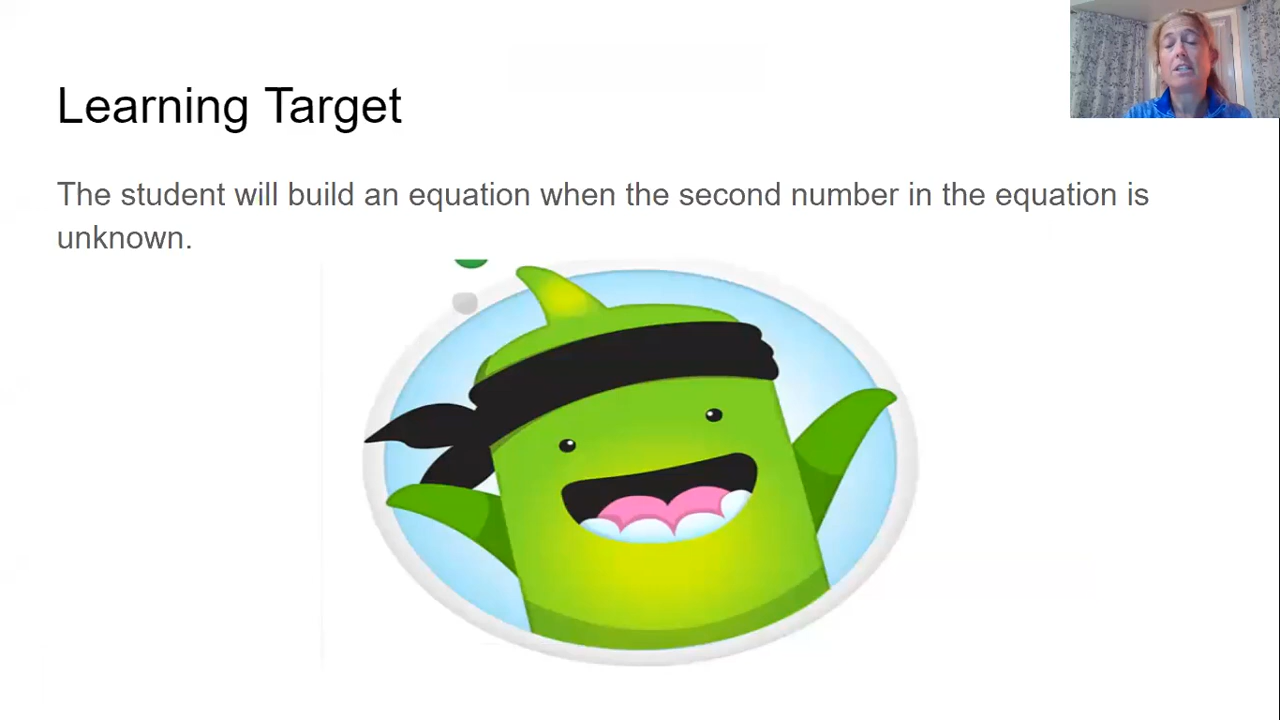 Learning Target
The student will build an equation when the second number in the equation is
unknown.